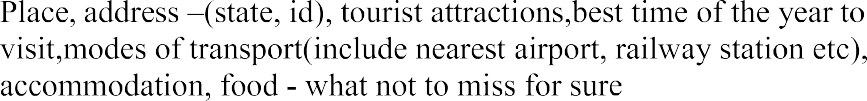 Place, address –(state, id), tourist attractions,best time of the year to
visit,modes of transport(include nearest airport, railway station etc),
accommodation, food - what not to miss for sure